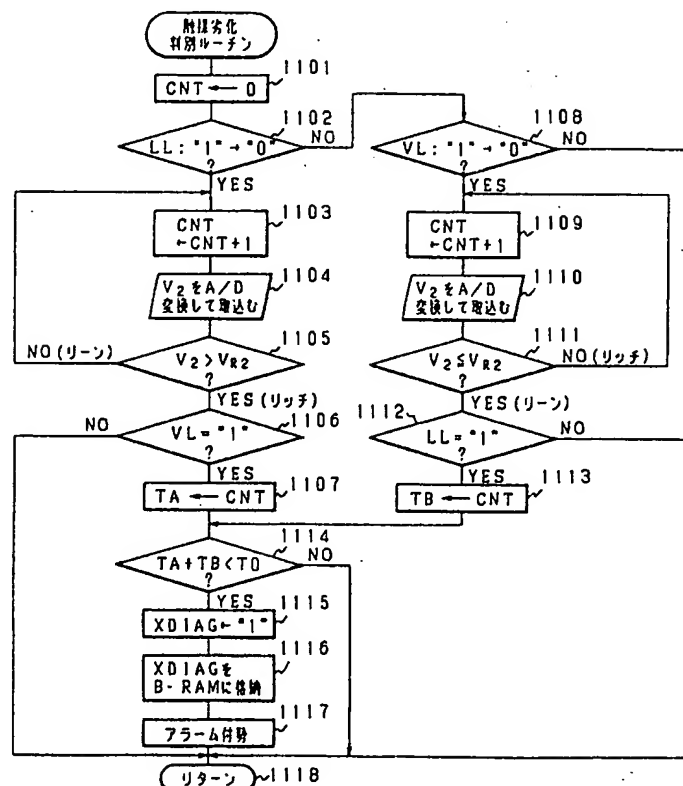 触媒劣化
判別ルーチン
1101
CNT ← 0
1102
LL : "1" → "0"
?
NO
YES
1103
CNT
←CNT+1
1104
V2をA/D
変換して取込む
1105
V2>VR2
?
NO(リーン)
YES(リッチ)
1106
VL="1"
?
NO
YES
1107
TA ← CNT
1108
VL : "1" → "0"
?
NO
YES
1109
CNT
←CNT+1
1110
V2をA/D
変換して取込む
1111
V2≦VR2
?
NO(リッチ)
YES(リーン)
1112
LL="1"
?
NO
YES
1113
TB ← CNT
1114
TA+TB<T0
?
NO
YES
1115
XDIAG←"1"
1116
XDIAGを
B-RAMに格納
1117
アラーム付勢
リターン
1118